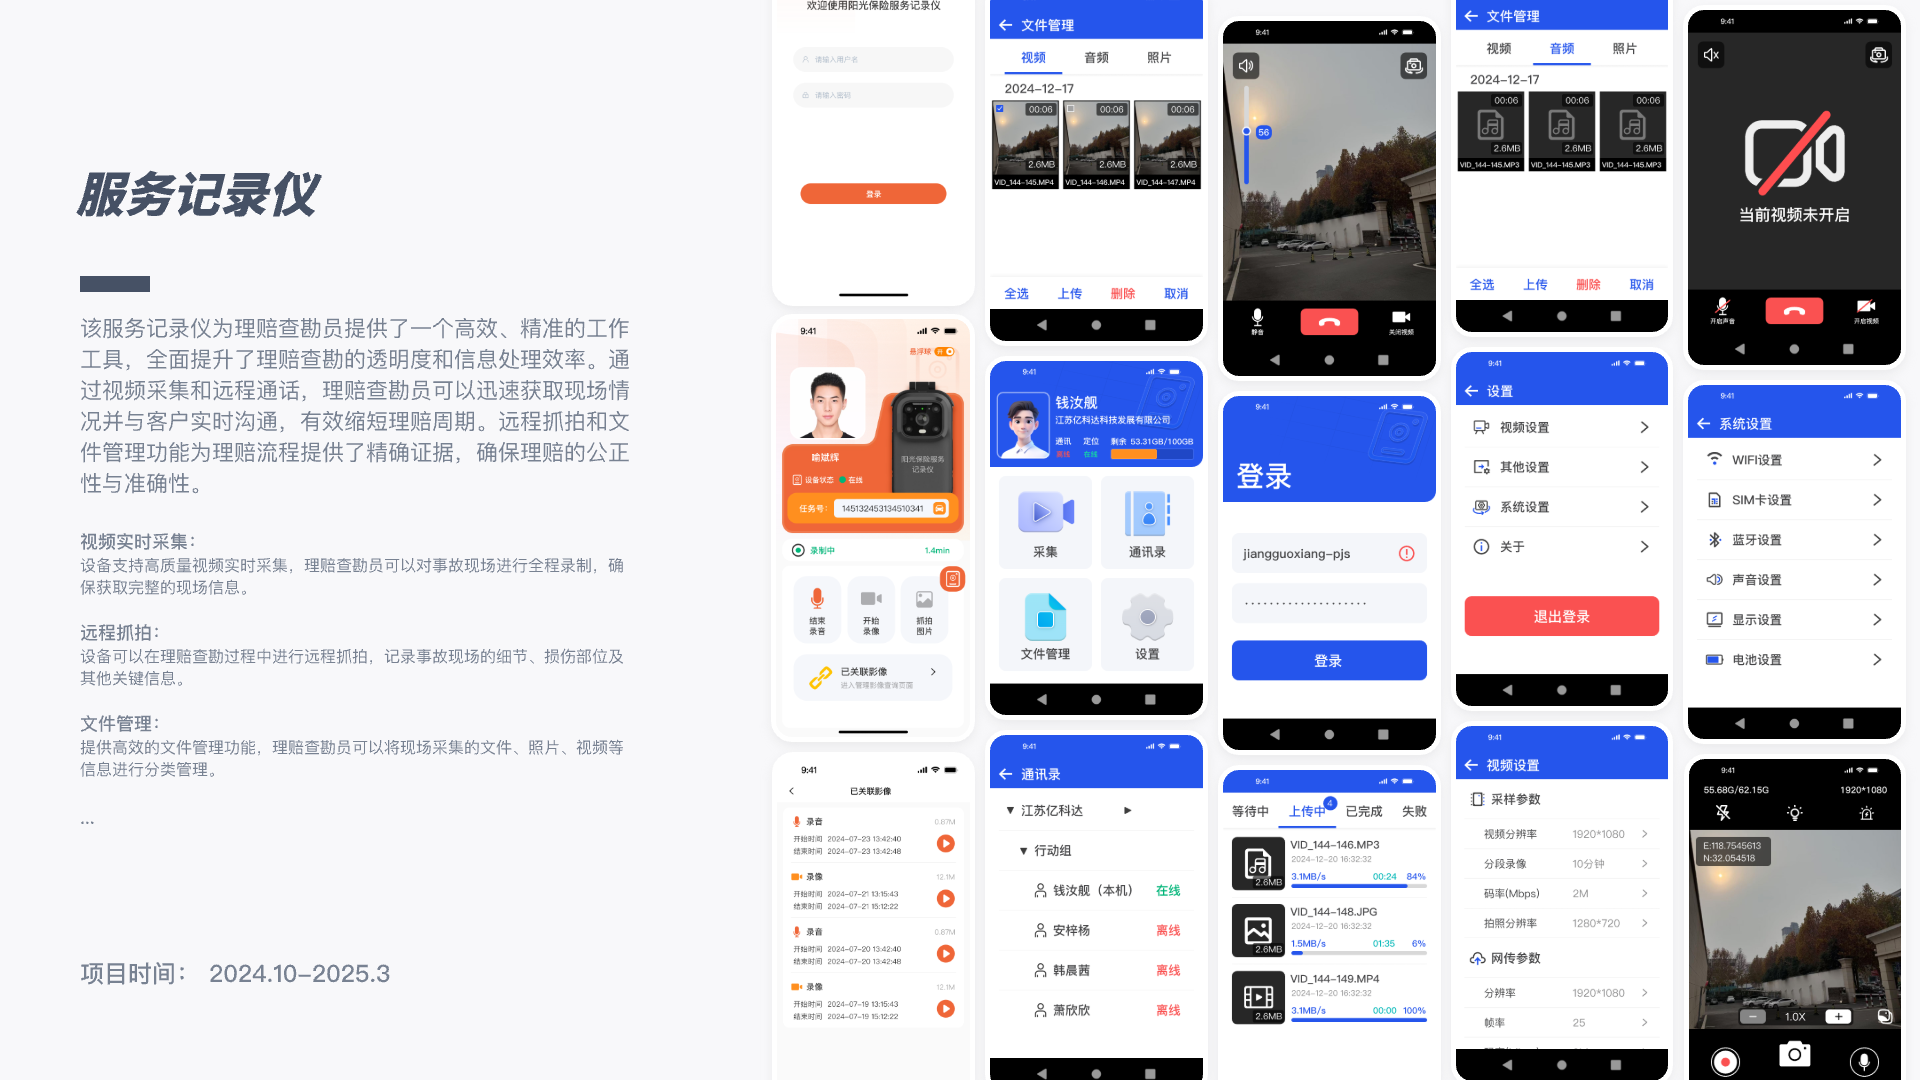 服务记录仪
该服务记录仪为理赔查勘员提供了一个高效、精准的工作
工具，全面提升了理赔查勘的透明度和信息处理效率。通
过视频采集和远程通话，理赔查勘员可以迅速获取现场情
况并与客户实时沟通，有效缩短理赔周期。远程抓拍和文
件管理功能为理赔流程提供了精确证据，确保理赔的公正
性与准确性。
视频实时采集：
设备支持高质量视频实时采集，理赔查勘员可以对事故现场进行全程录制，确
保获取完整的现场信息。
远程抓拍：
设备可以在理赔查勘过程中进行远程抓拍，记录事故现场的细节、损伤部位及
其他关键信息。
文件管理：
提供高效的文件管理功能，理赔查勘员可以将现场采集的文件、照片、视频等
信息进行分类管理。
...
项目时间： 2024.10-2025.3
欢迎使用阳光保险服务记录仪
请输入用户名
请输入密码
登录
9:41
悬浮球 开
阳光保险服务
记录仪
喻斌辉
设备状态 在线
任务号： 145132453134510341
录制中 1.4min
结束
录音
开始
录像
抓拍
图片
已关联影像
进入管理影像查询页面
9:41
已关联影像
录音 0.87M
开始时间 2024-07-23 13:42:40
结束时间 2024-07-23 13:42:48
录像 12.1M
开始时间 2024-07-21 13:15:43
结束时间 2024-07-21 15:12:22
录音 0.87M
开始时间 2024-07-20 13:42:40
结束时间 2024-07-20 13:42:48
录像 12.1M
开始时间 2024-07-19 13:15:43
结束时间 2024-07-19 15:12:22
文件管理
视频 音频 照片
2024-12-17
00:06 00:06 00:06
2.6MB 2.6MB 2.6MB
VID_144-145.MP4 VID_144-146.MP4 VID_144-147.MP4
全选 上传 删除 取消
9:41
钱汝舰
江苏亿科达科技发展有限公司
通讯 定位 剩余 53.31GB/100GB
离线 在线
采集 通讯录
文件管理 设置
9:41
通讯录
江苏亿科达
行动组
钱汝舰（本机） 在线
安梓杨 离线
韩晨茜 离线
萧欣欣 离线
9:41
56
静音 关闭视频
9:41
登录
jiangguoxiang-pjs
登录
9:41
等待中 上传中 4 已完成 失败
VID_144-146.MP3
2024-12-20 16:32:32
2.6MB 3.1MB/s 00:24 84%
VID_144-148.JPG
2024-12-20 16:32:32
2.6MB 1.5MB/s 01:35 6%
VID_144-149.MP4
2024-12-20 16:32:32
2.6MB 3.1MB/s 00:00 100%
文件管理
视频 音频 照片
2024-12-17
00:06 00:06 00:06
2.6MB 2.6MB 2.6MB
VID_144-145.MP3 VID_144-145.MP3 VID_144-145.MP3
全选 上传 删除 取消
9:41
设置
视频设置
其他设置
系统设置
关于
退出登录
9:41
视频设置
采样参数
视频分辨率 1920*1080
分段录像 10分钟
码率(Mbps) 2M
拍照分辨率 1280*720
网传参数
分辨率 1920*1080
帧率 25
9:41
当前视频未开启
开启声音 开启视频
9:41
系统设置
WIFI设置
SIM卡设置
蓝牙设置
声音设置
显示设置
电池设置
9:41
55.68G/62.15G 1920*1080
E:118.7545613
N:32.054518
1.0X